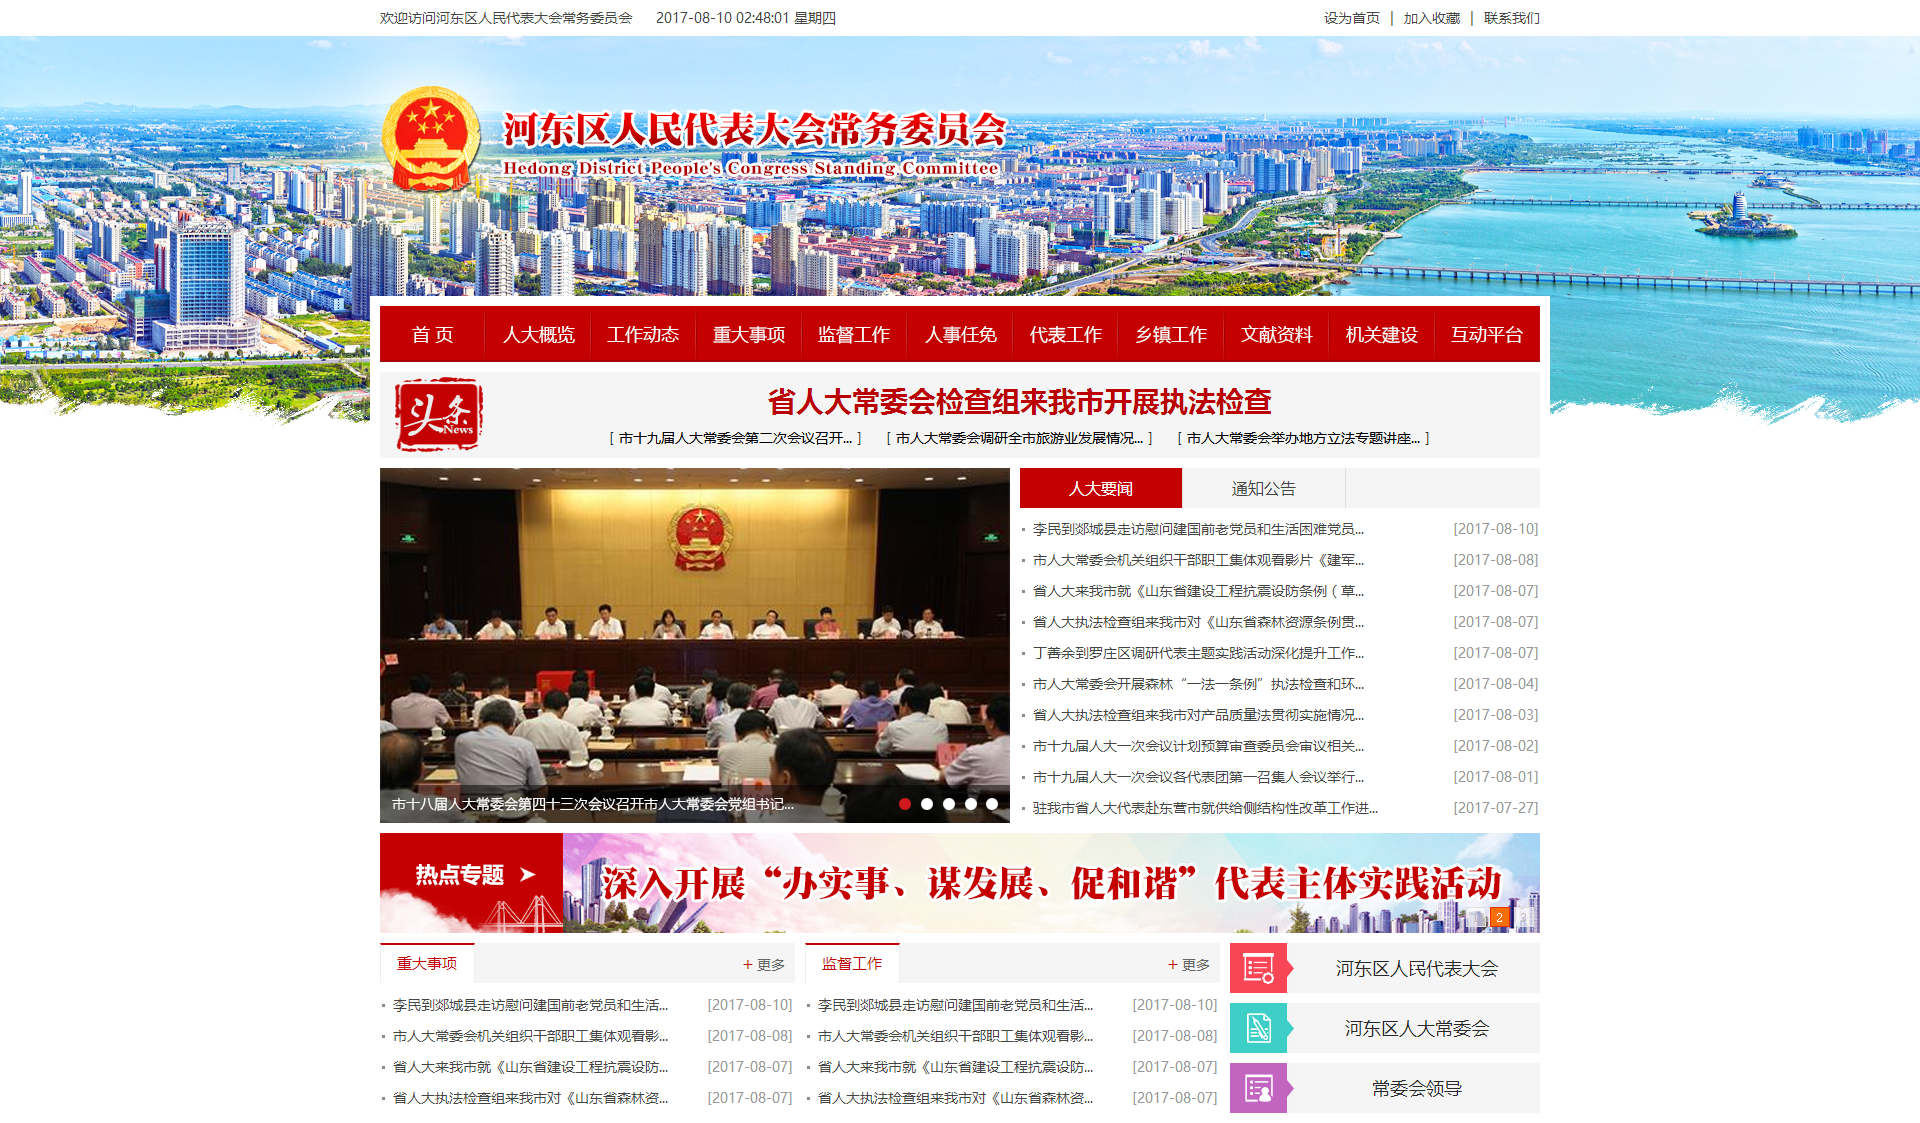 欢迎访问河东区人民代表大会常务委员会 2017-08-10 02:48:01 星期四
设为首页 | 加入收藏 | 联系我们
河东区人民代表大会常务委员会
Hedong District People's Congress Standing Committee
首 页 人大概览 工作动态 重大事项 监督工作 人事任免 代表工作 乡镇工作 文献资料 机关建设 互动平台
头条
News
省人大常委会检查组来我市开展执法检查
[ 市十九届人大常委会第二次会议召开... ] [ 市人大常委会调研全市旅游业发展情况... ] [ 市人大常委会举办地方立法专题讲座... ]
市十八届人大常委会第四十三次会议召开市人大常委会党组书记...
人大要闻 通知公告
李民到郯城县走访慰问建国前老党员和生活困难党员... [2017-08-10]
市人大常委会机关组织干部职工集体观看影片《建军... [2017-08-08]
省人大来我市就《山东省建设工程抗震设防条例（草... [2017-08-07]
省人大执法检查组来我市对《山东省森林资源条例贯... [2017-08-07]
丁善余到罗庄区调研代表主题实践活动深化提升工作... [2017-08-07]
市人大常委会开展森林“一法一条例”执法检查和环... [2017-08-04]
省人大执法检查组来我市对产品质量法贯彻实施情况... [2017-08-03]
市十九届人大一次会议计划预算审查委员会审议相关... [2017-08-02]
市十九届人大一次会议各代表团第一召集人会议举行... [2017-08-01]
驻我市省人大代表赴东营市就供给侧结构性改革工作进... [2017-07-27]
热点专题
深入开展“办实事、谋发展、促和谐”代表主体实践活动
1 2 3
重大事项 + 更多
李民到郯城县走访慰问建国前老党员和生活... [2017-08-10]
市人大常委会机关组织干部职工集体观看影... [2017-08-08]
省人大来我市就《山东省建设工程抗震设防... [2017-08-07]
省人大执法检查组来我市对《山东省森林资... [2017-08-07]
监督工作 + 更多
李民到郯城县走访慰问建国前老党员和生活... [2017-08-10]
市人大常委会机关组织干部职工集体观看影... [2017-08-08]
省人大来我市就《山东省建设工程抗震设防... [2017-08-07]
省人大执法检查组来我市对《山东省森林资... [2017-08-07]
河东区人民代表大会
河东区人大常委会
常委会领导